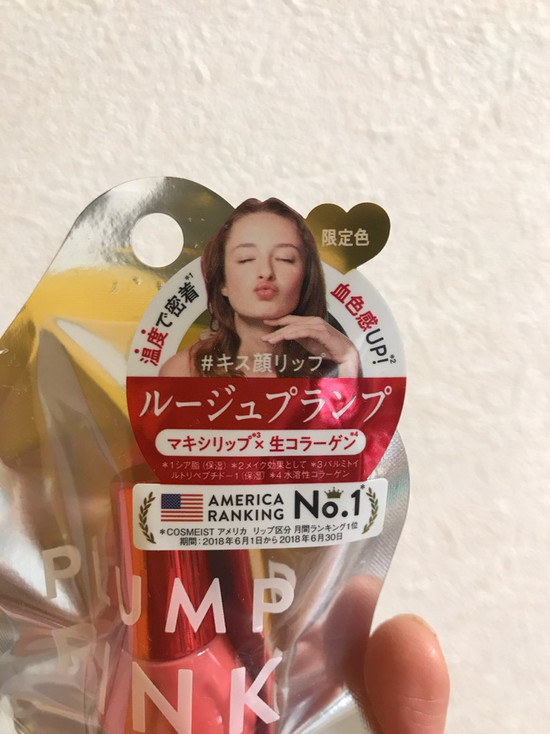 限定色
温度で密着*1
血色感UP!*2
#キス顔リップ
ループランプ
マキシリップ*3×生コラーゲン*4
*1シア脂(保湿) *2メイク効果として *3パルミトイ
ルトリペプチドー1(保湿) *4水溶性コラーゲン
AMERICA
RANKING No.1*
*COSMEIST アメリカ リップ区分 月間ランキング1位
期間:2018年6月1日から2018年6月30日
PLUMP
PINK